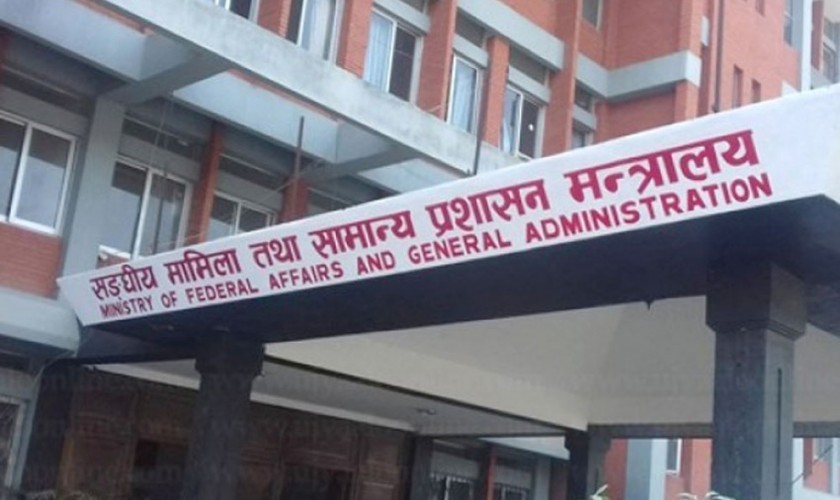 सङ्घीय मामिला तथा सामान्य प्रशासन मन्त्रालय
MINISTRY OF FEDERAL AFFAIRS AND GENERAL ADMINISTRATION